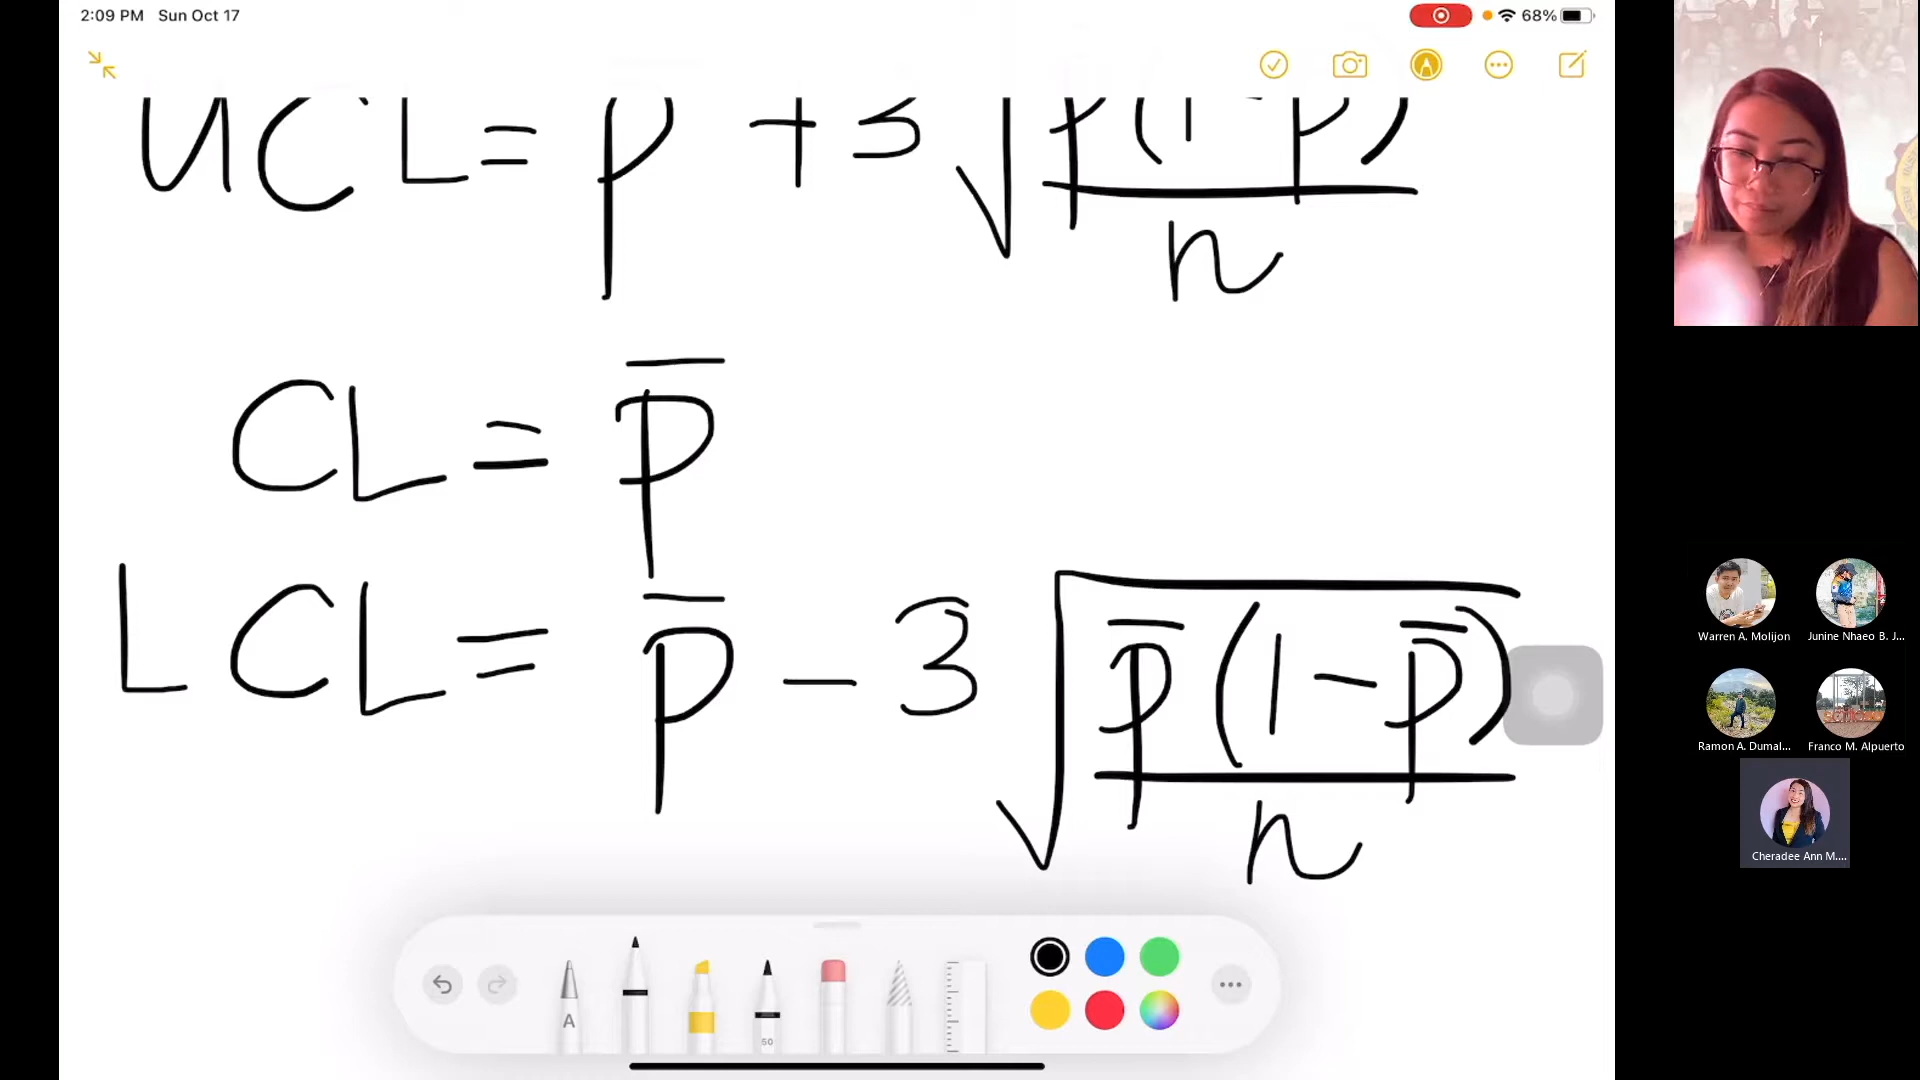 2:09 PM Sun Oct 17
68%
UCL = p + 3 √ p(1-p)
n
CL = p̅
LCL = p̅ - 3 √ p̅(1-p̅)
n
A
50
Warren A. Molijon
Junine Nhaeo B. J...
Ramon A. Dumal...
Franco M. Alpuerto
Cheradee Ann M....